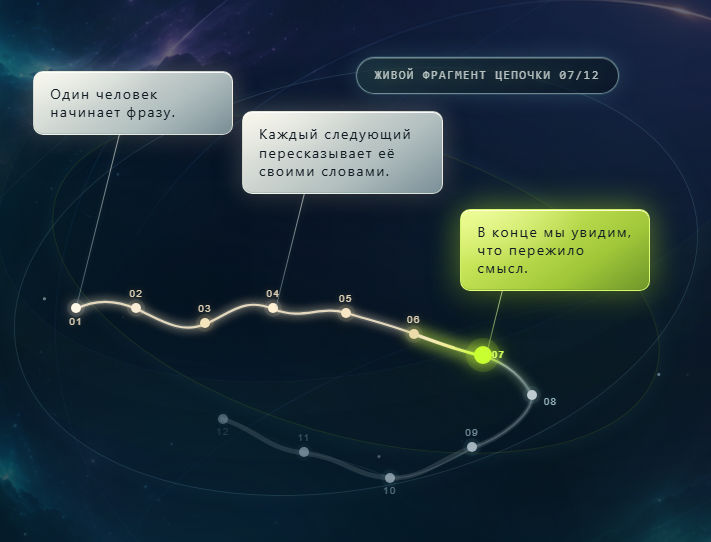 ЖИВОЙ ФРАГМЕНТ ЦЕПОЧКИ 07/12
Один человек
начинает фразу.
Каждый следующий
пересказывает её
своими словами.
В конце мы увидим,
что пережило
смысл.
01
02
03
04
05
06
07
08
09
10
11
12